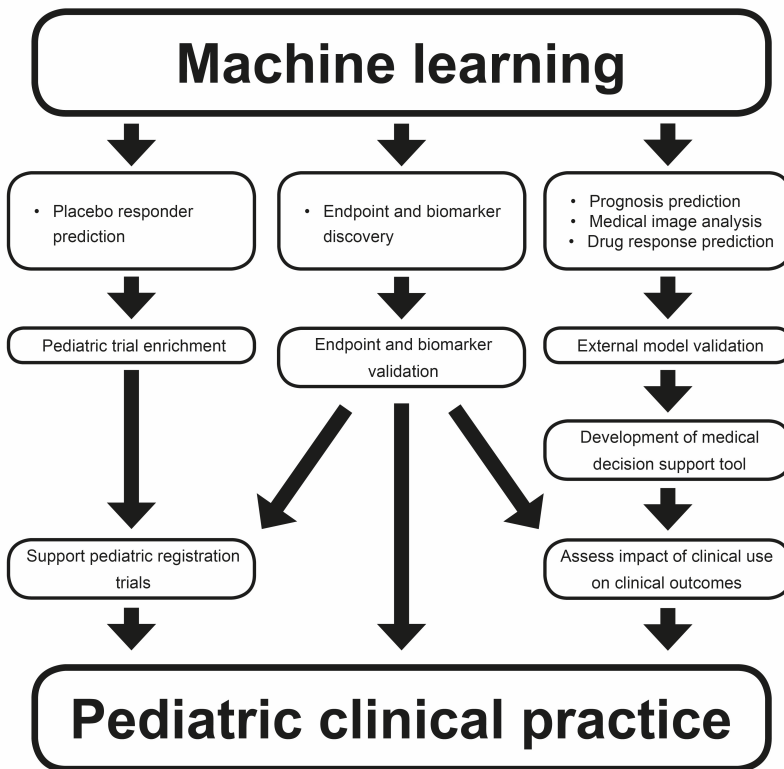 Machine learning
• Placebo responder
prediction
• Endpoint and biomarker
discovery
• Prognosis prediction
• Medical image analysis
• Drug response prediction
Pediatric trial enrichment
Endpoint and biomarker
validation
External model validation
Development of medical
decision support tool
Support pediatric registration
trials
Assess impact of clinical use
on clinical outcomes
Pediatric clinical practice